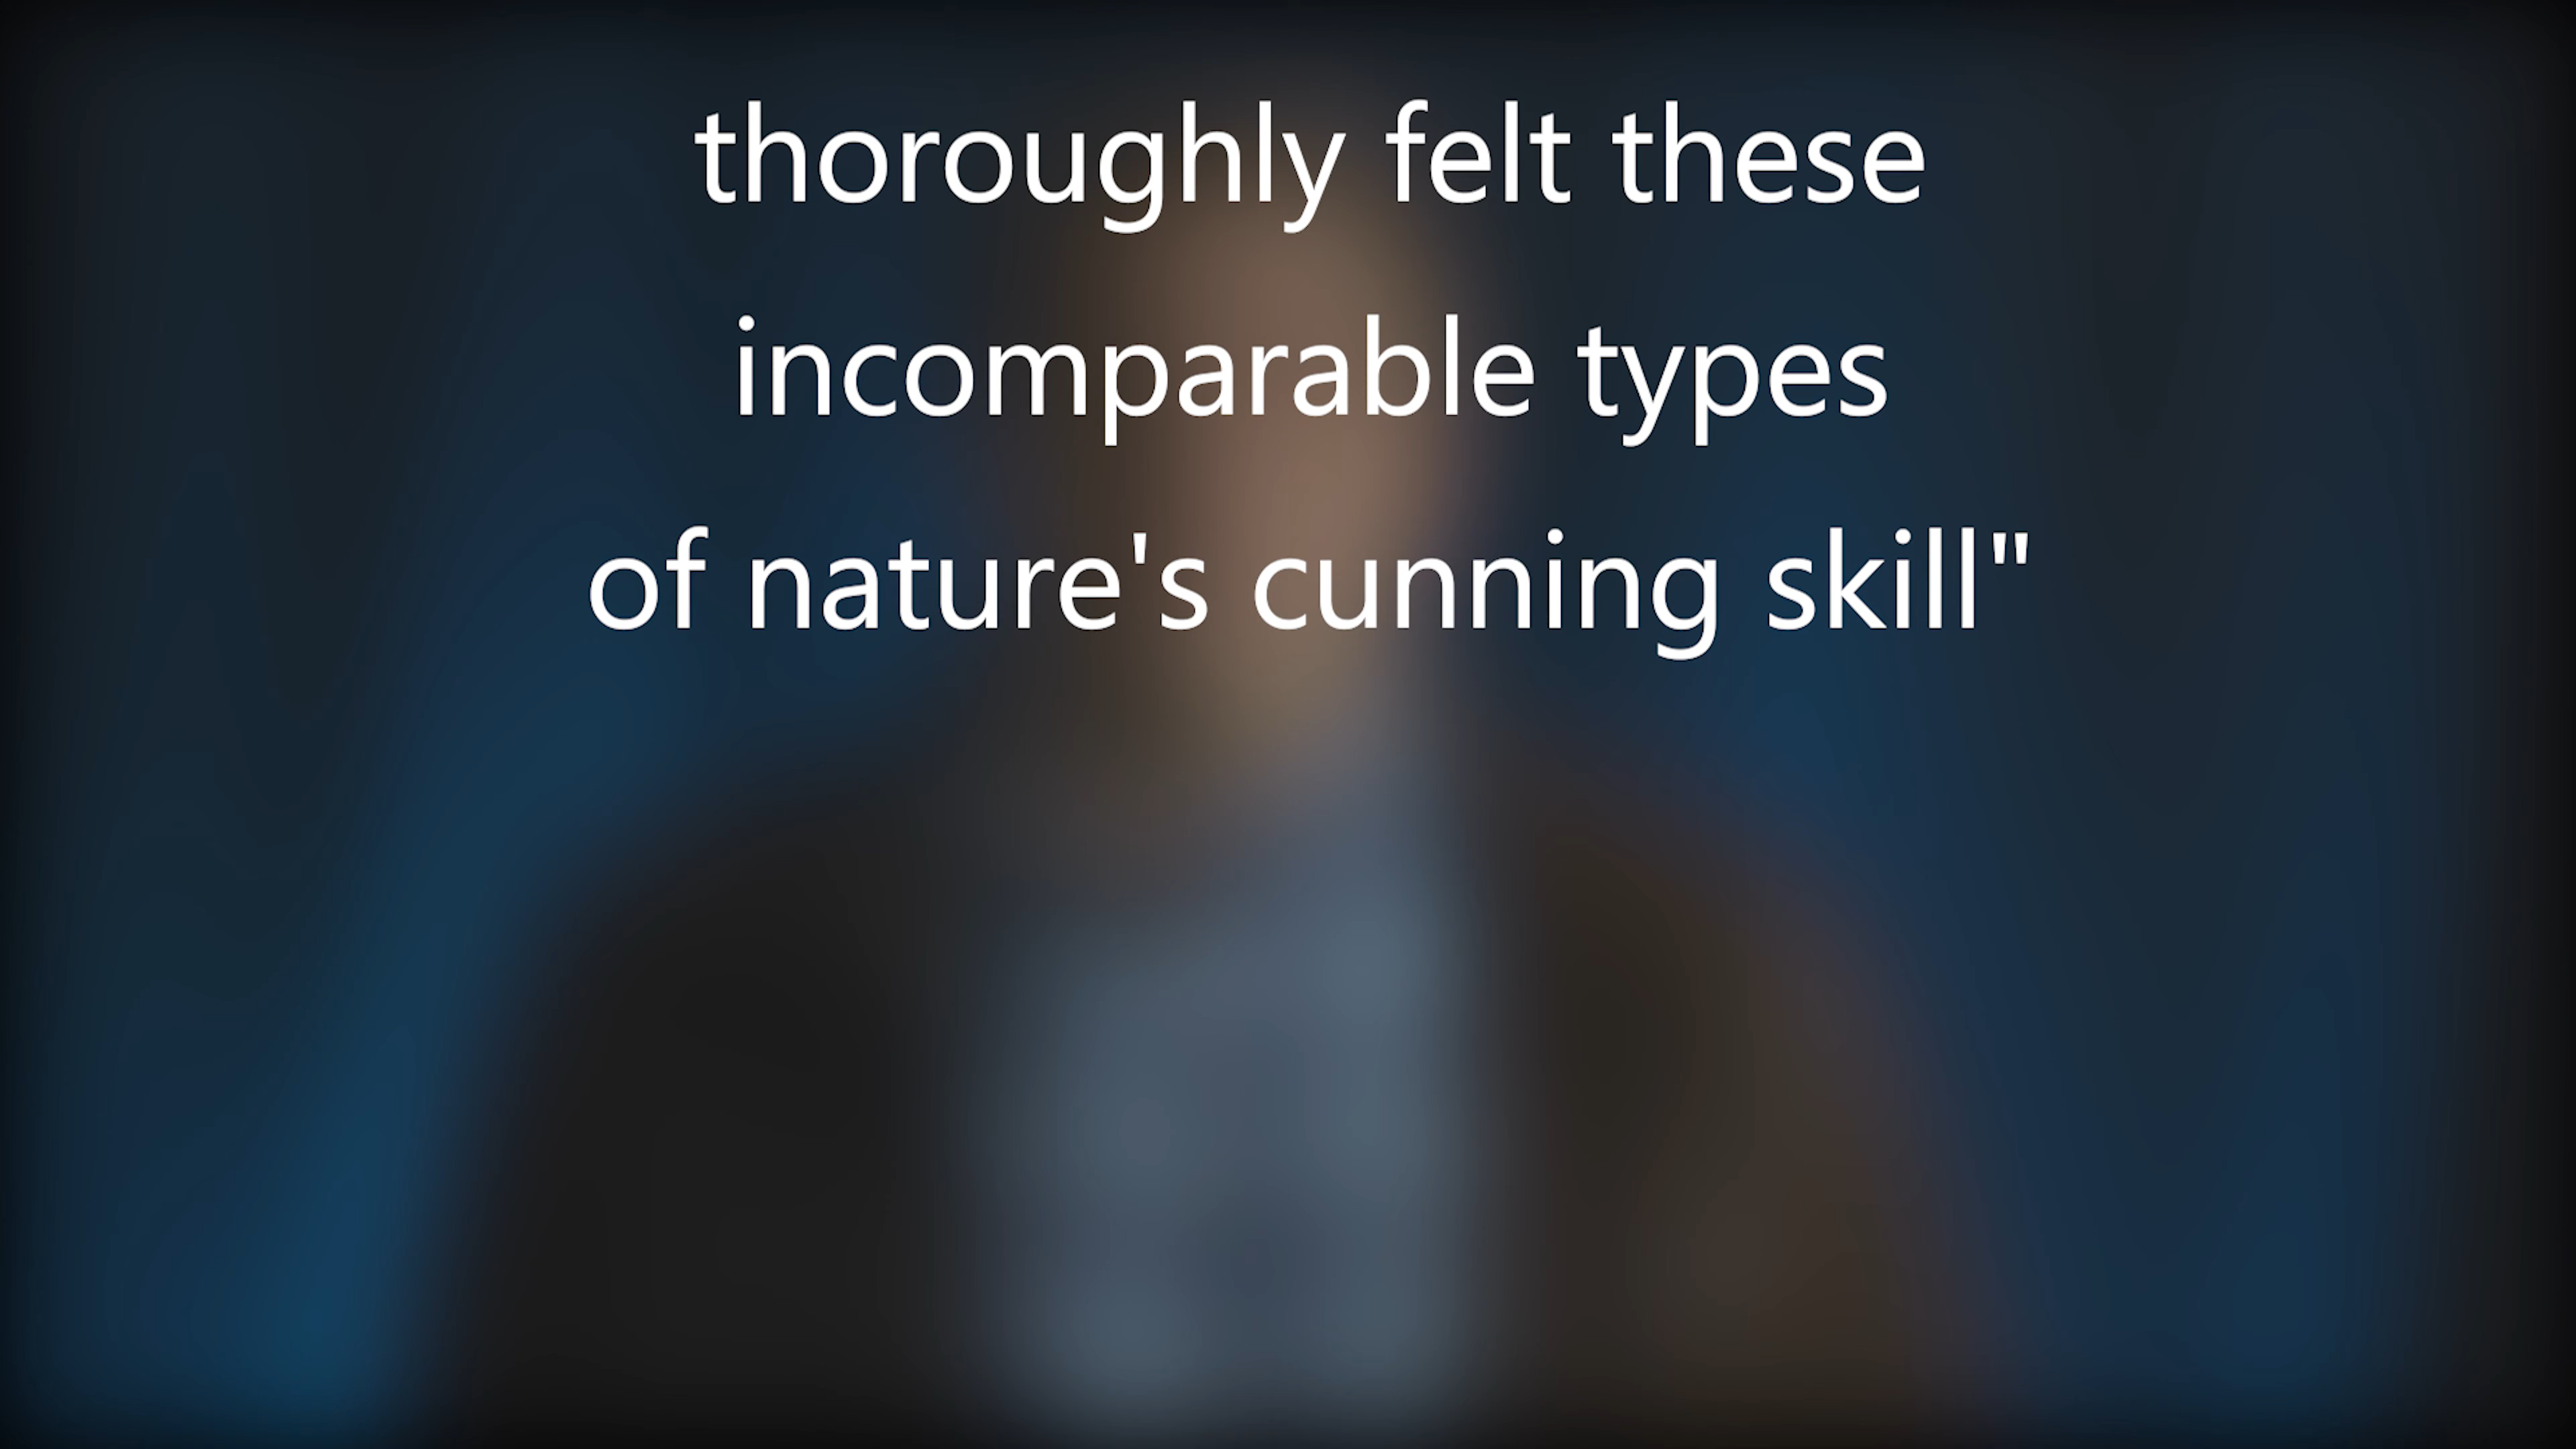 thoroughly felt these
incomparable types
of nature's cunning skill"